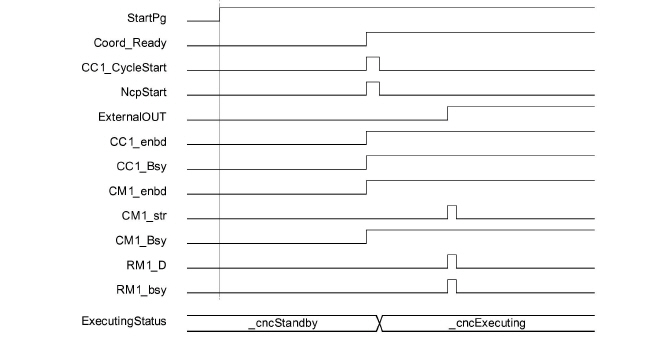 StartPg
Coord_Ready
CC1_CycleStart
NcpStart
ExternalOUT
CC1_enbd
CC1_Bsy
CM1_enbd
CM1_str
CM1_Bsy
RM1_D
RM1_bsy
ExecutingStatus _cncStandby _cncExecuting